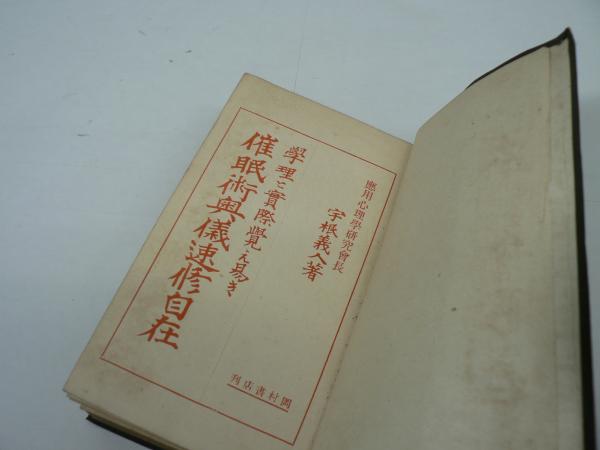 應用心理學研究會長
宇根義人著
學理と實際覺え易き
催眠術奥儀速修自在
岡村書店刊